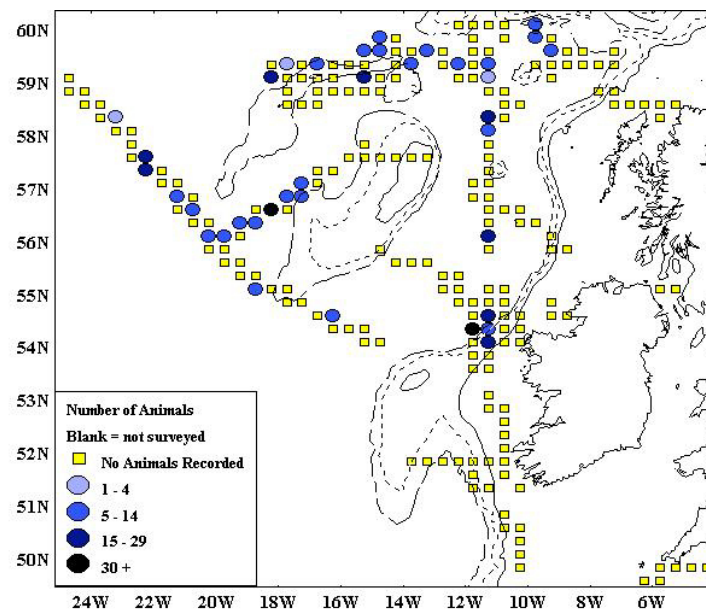 60N
59N
58N
57N
56N
55N
54N
53N
52N
51N
50N
Number of Animals
Blank = not surveyed
No Animals Recorded
1 - 4
5 - 14
15 - 29
30 +
24W 22W 20W 18W 16W 14W 12W 10W 8W 6W